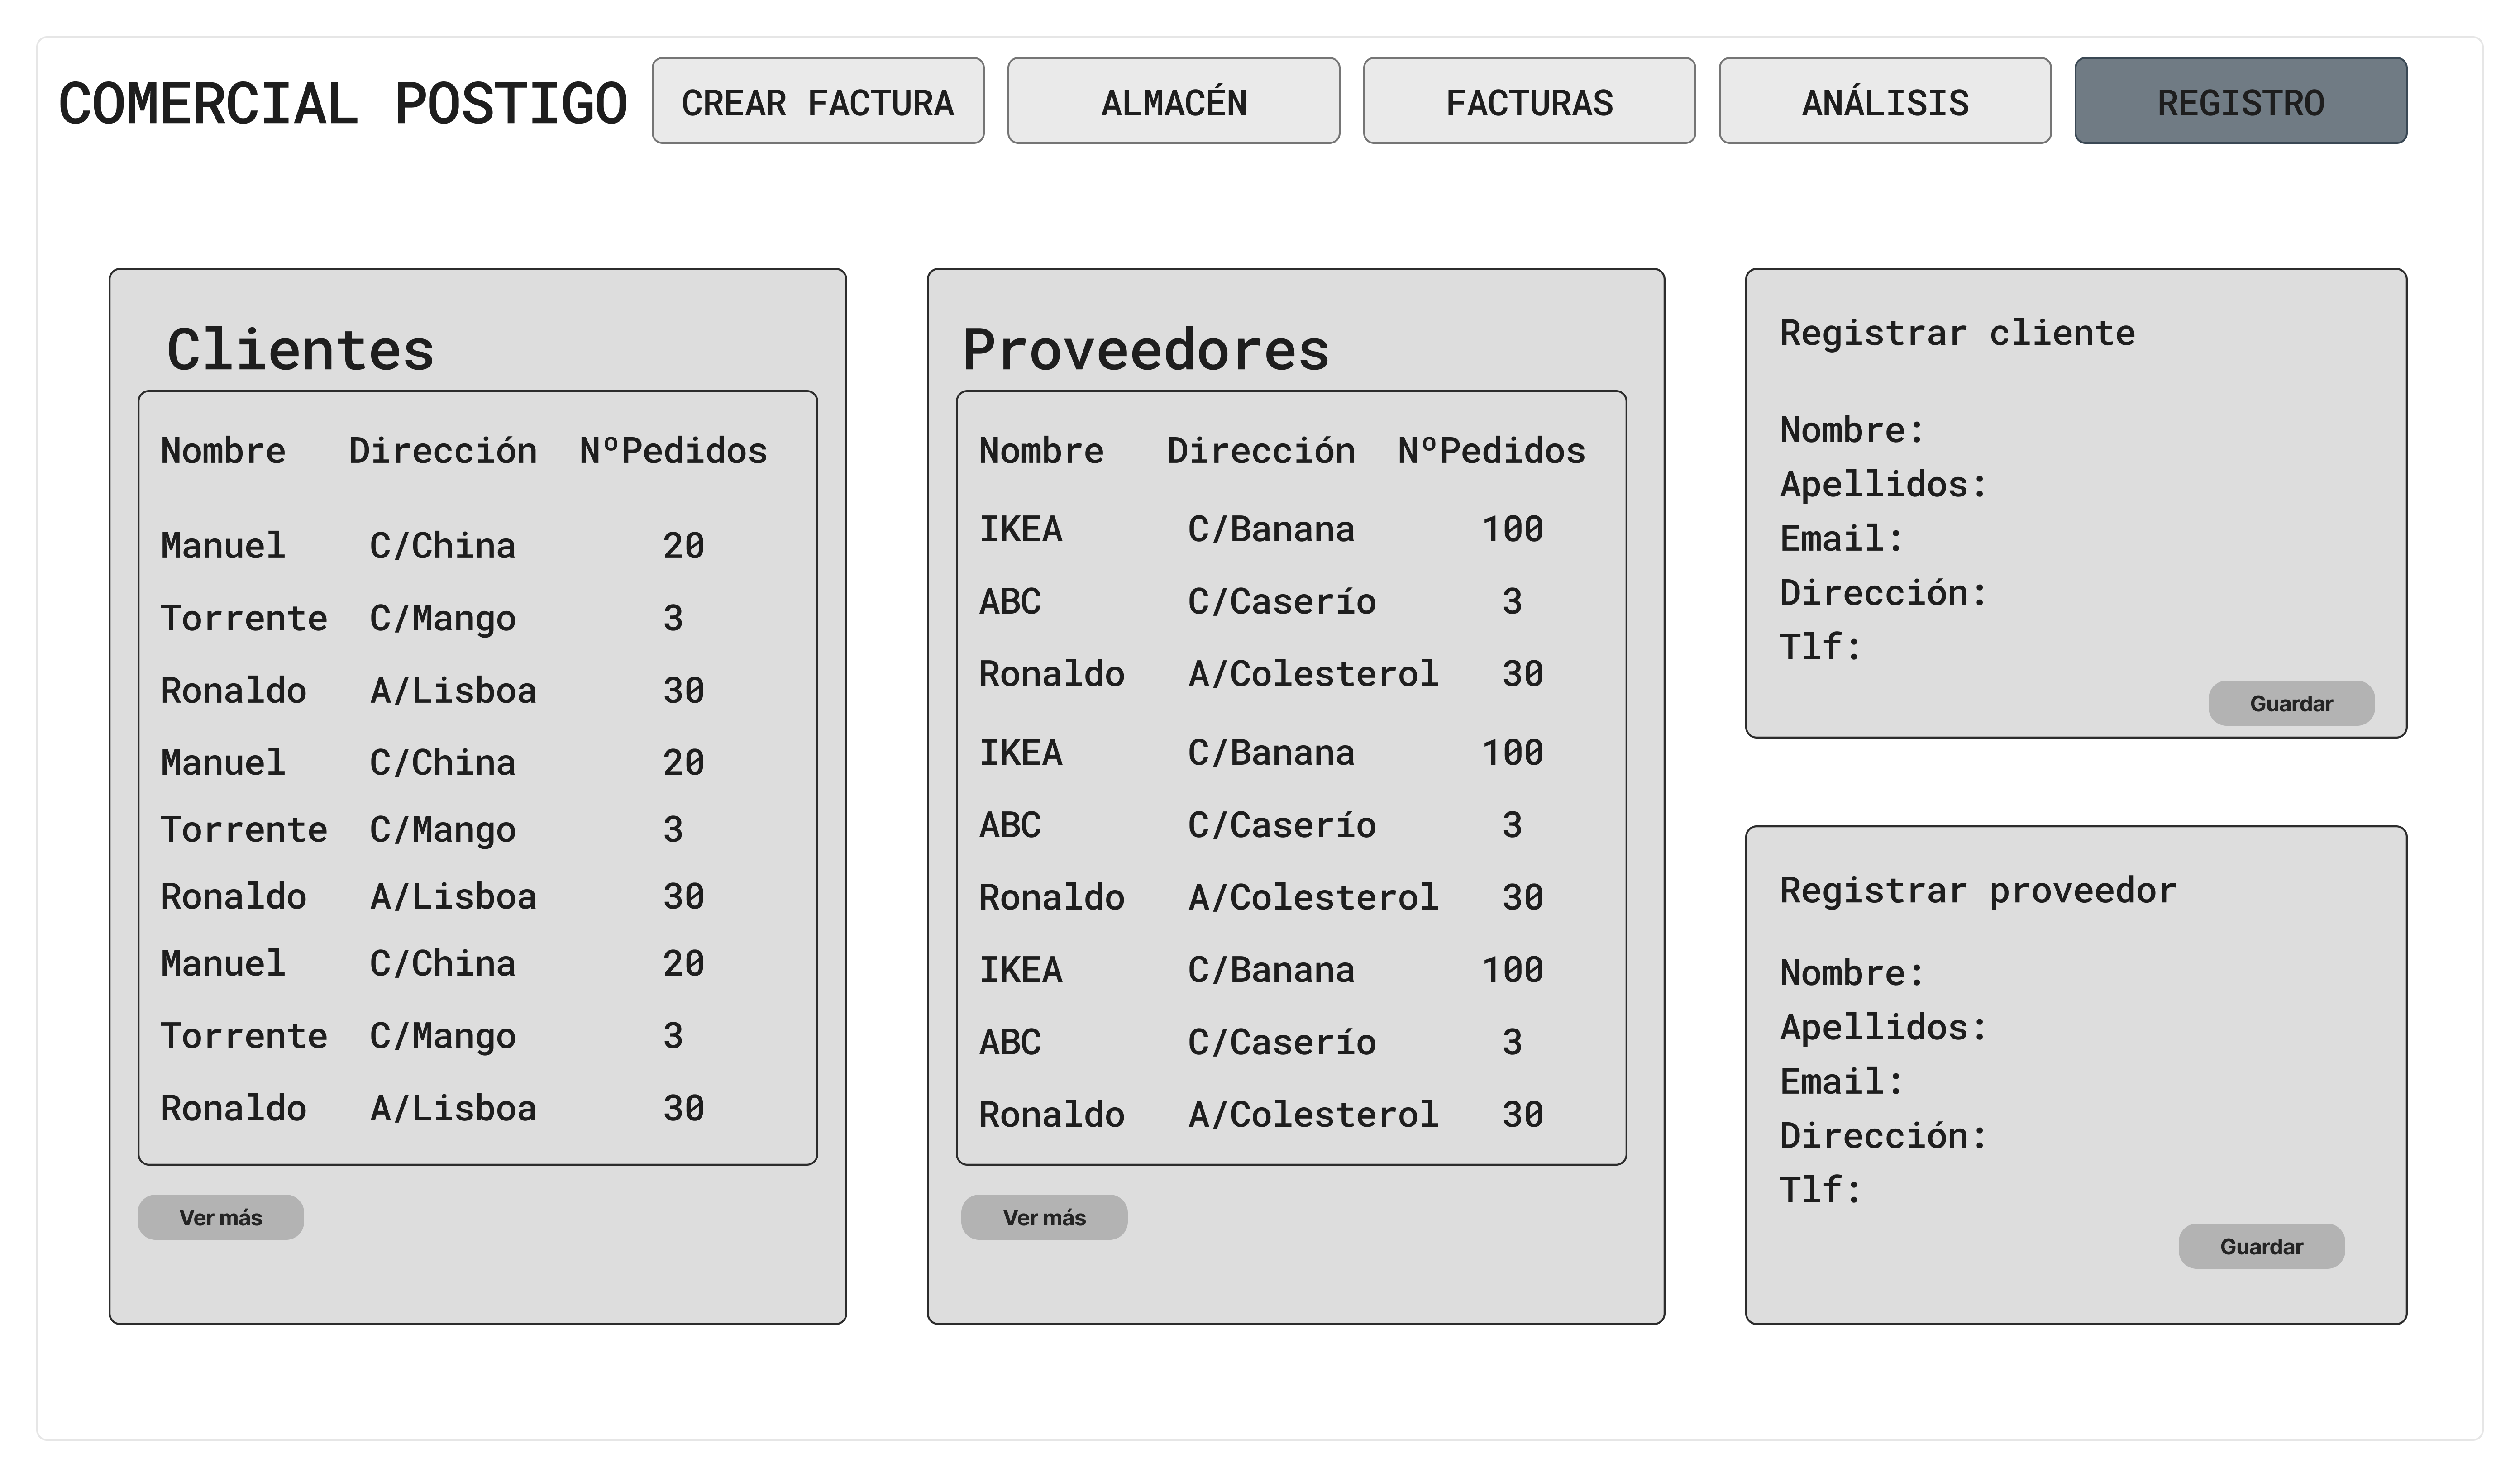 COMERCIAL POSTIGO CREAR FACTURA ALMACÉN FACTURAS ANÁLISIS REGISTRO
Clientes
Nombre Dirección NºPedidos
Manuel C/China 20
Torrente C/Mango 3
Ronaldo A/Lisboa 30
Manuel C/China 20
Torrente C/Mango 3
Ronaldo A/Lisboa 30
Manuel C/China 20
Torrente C/Mango 3
Ronaldo A/Lisboa 30
Ver más
Proveedores
Nombre Dirección NºPedidos
IKEA C/Banana 100
ABC C/Caserío 3
Ronaldo A/Colesterol 30
IKEA C/Banana 100
ABC C/Caserío 3
Ronaldo A/Colesterol 30
IKEA C/Banana 100
ABC C/Caserío 3
Ronaldo A/Colesterol 30
Ver más
Registrar cliente
Nombre:
Apellidos:
Email:
Dirección:
Tlf:
Guardar
Registrar proveedor
Nombre:
Apellidos:
Email:
Dirección:
Tlf:
Guardar